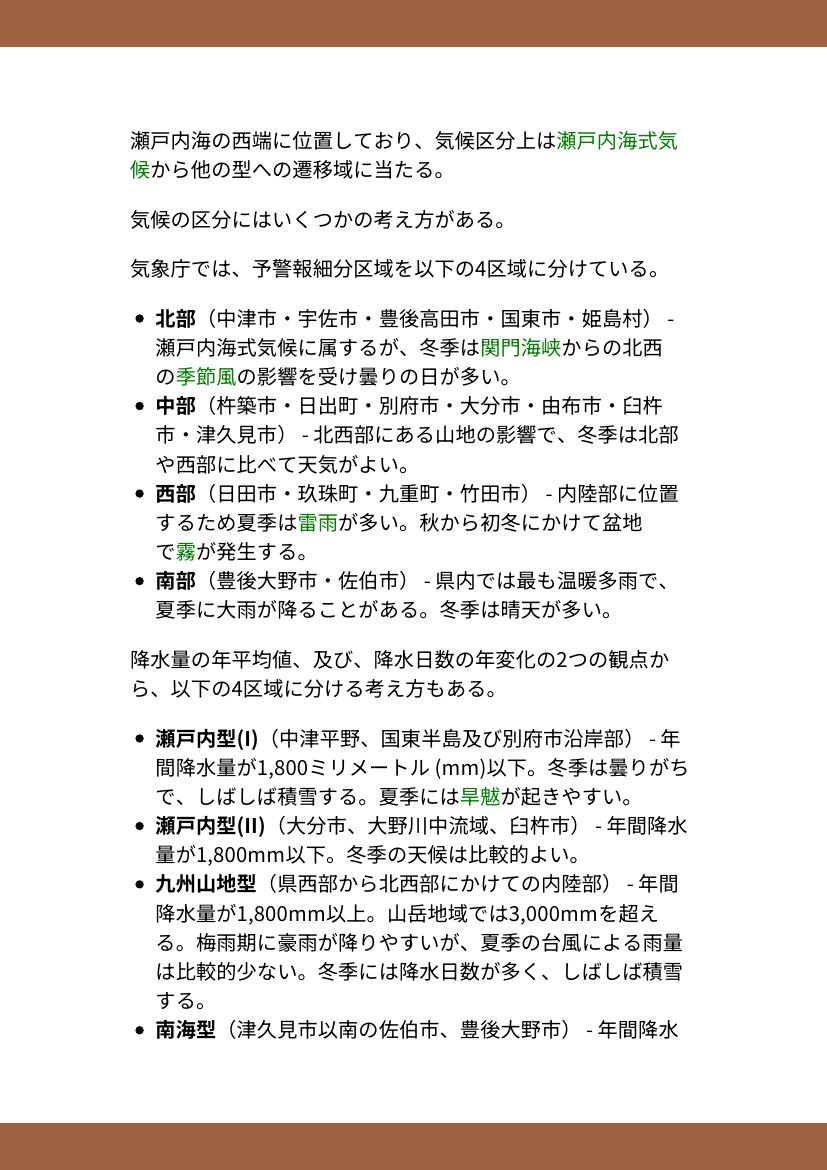 瀬戸内海の西端に位置しており、気候区分上は瀬戸内海式気
候から他の型への遷移域に当たる。
気候の区分にはいくつかの考え方がある。
気象庁では、予警報細分区域を以下の4区域に分けている。
• 北部（中津市・宇佐市・豊後高田市・国東市・姫島村） -
瀬戸内海式気候に属するが、冬季は関門海峡からの北西
の季節風の影響を受け曇りの日が多い。
• 中部（杵築市・日出町・別府市・大分市・由布市・臼杵
市・津久見市） - 北西部にある山地の影響で、冬季は北部
や西部に比べて天気がよい。
• 西部（日田市・玖珠町・九重町・竹田市） - 内陸部に位置
するため夏季は雷雨が多い。秋から初冬にかけて盆地
で霧が発生する。
• 南部（豊後大野市・佐伯市） - 県内では最も温暖多雨で、
夏季に大雨が降ることがある。冬季は晴天が多い。
降水量の年平均値、及び、降水日数の年変化の2つの観点か
ら、以下の4区域に分ける考え方もある。
• 瀬戸内型(I)（中津平野、国東半島及び別府市沿岸部） - 年
間降水量が1,800ミリメートル (mm)以下。冬季は曇りがち
で、しばしば積雪する。夏季には旱魃が起きやすい。
• 瀬戸内型(II)（大分市、大野川中流域、臼杵市） - 年間降水
量が1,800mm以下。冬季の天候は比較的よい。
• 九州山地型（県西部から北西部にかけての内陸部） - 年間
降水量が1,800mm以上。山岳地域では3,000mmを超え
る。梅雨期に豪雨が降りやすいが、夏季の台風による雨量
は比較的少ない。冬季には降水日数が多く、しばしば積雪
する。
• 南海型（津久見市以南の佐伯市、豊後大野市） - 年間降水